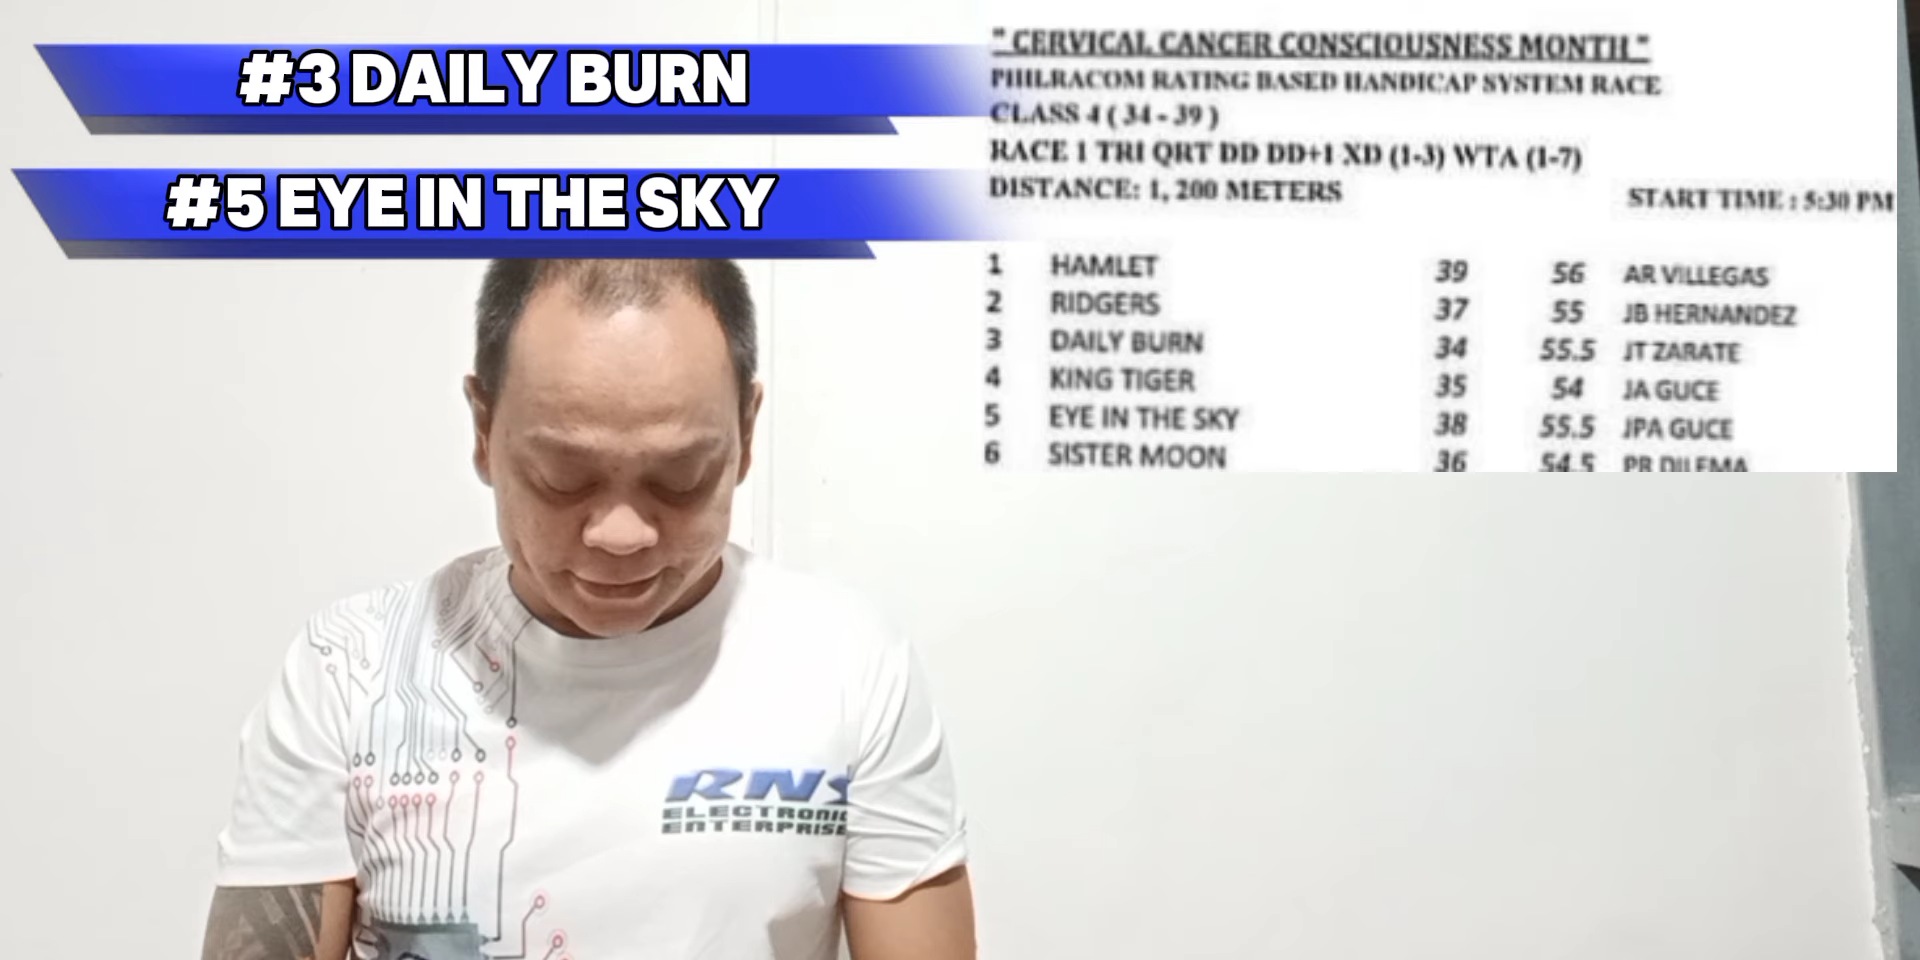 #3 DAILY BURN
#5 EYE IN THE SKY
" CERVICAL CANCER CONSCIOUSNESS MONTH "
PHILRACOM RATING BASED HANDICAP SYSTEM RACE
CLASS 4 ( 34 - 39 )
RACE 1 TRI QRT DD DD+1 XD (1-3) WTA (1-7)
DISTANCE: 1, 200 METERS START TIME : 5:30 PM
1 HAMLET 39 56 AR VILLEGAS
2 RIDGERS 37 55 JB HERNANDEZ
3 DAILY BURN 34 55.5 JT ZARATE
4 KING TIGER 35 54 JA GUCE
5 EYE IN THE SKY 38 55.5 JPA GUCE
6 SISTER MOON 36 54.5 PR DILEMA
RNS
ELECTRONIC
ENTERPRISE